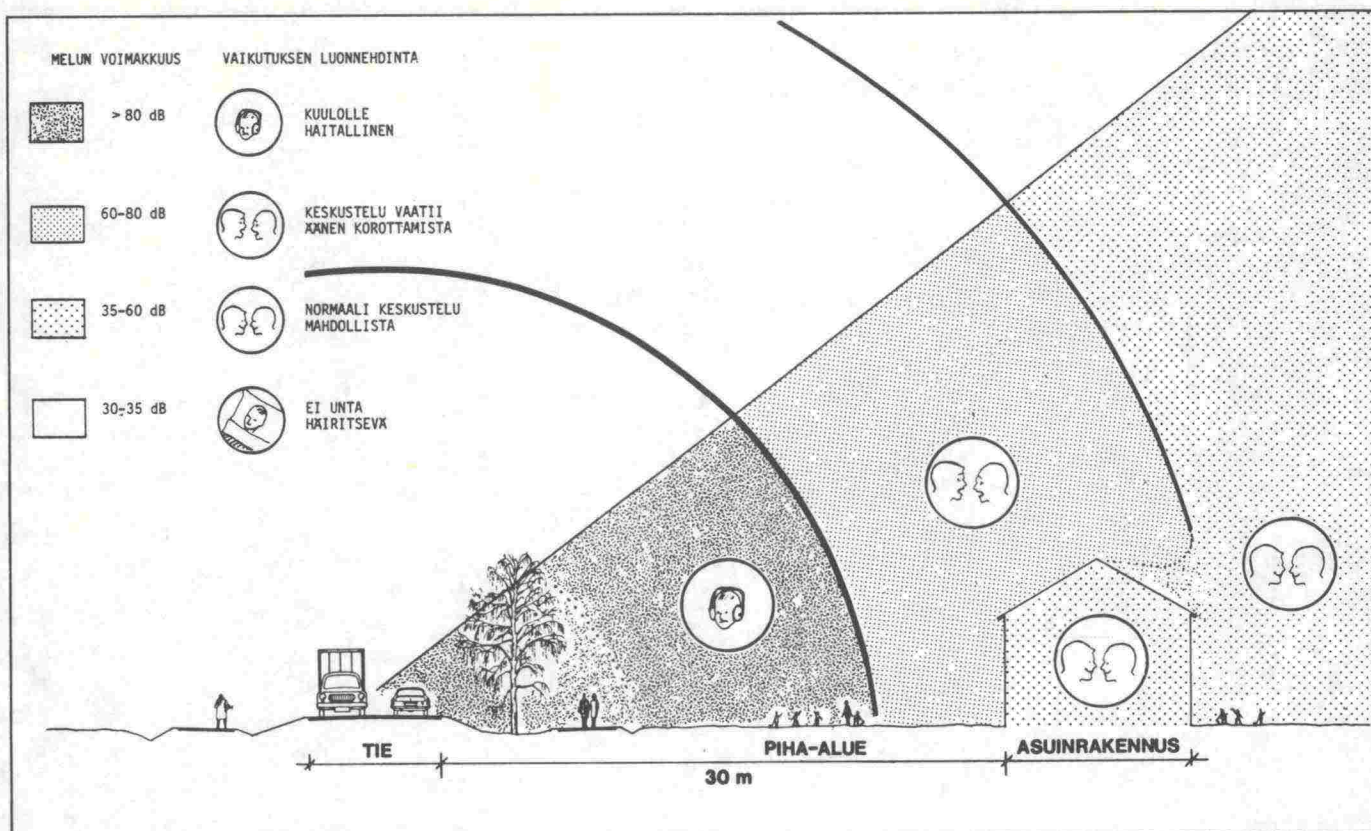 MELUN VOIMAKKUUS
VAIKUTUKSEN LUONNEHDINTA
> 80 dB
KUULOLLE
HAITALLINEN
60-80 dB
KESKUSTELU VAATII
ÄÄNEN KOROTTAMISTA
35-60 dB
NORMAALI KESKUSTELU
MAHDOLLISTA
30-35 dB
EI UNTA
HÄIRITSEVÄ
TIE
PIHA-ALUE
ASUINRAKENNUS
30 m